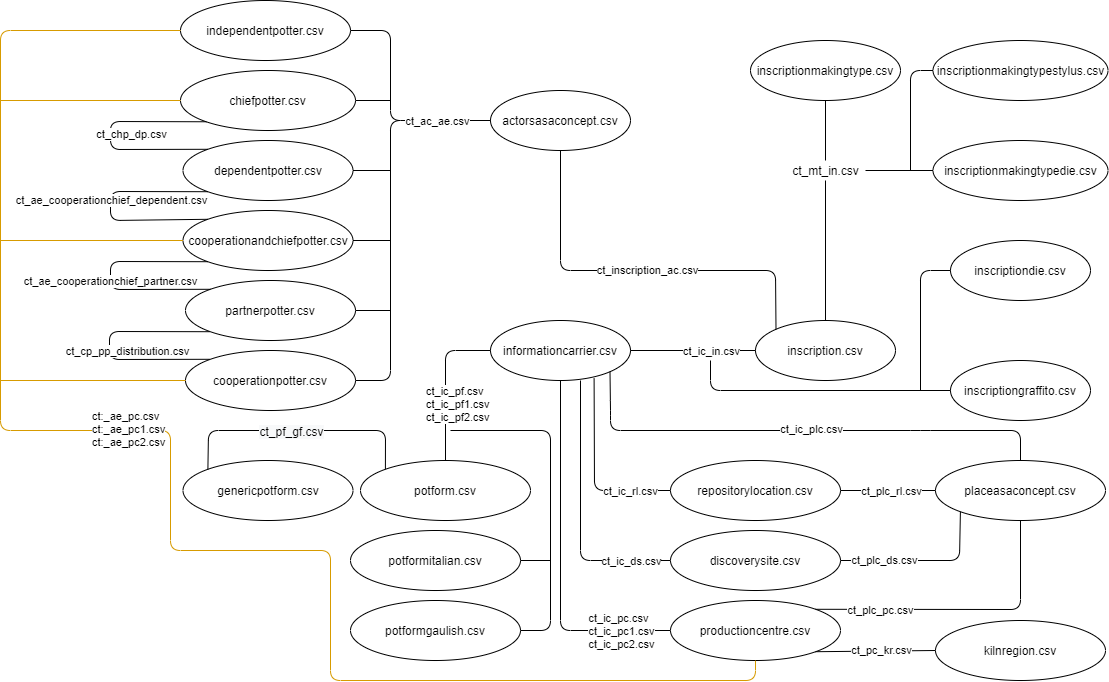 independentpotter.csv
chiefpotter.csv
ct_chp_dp.csv
dependentpotter.csv
ct_ae_cooperationchief_dependent.csv
cooperationandchiefpotter.csv
ct_ae_cooperationchief_partner.csv
partnerpotter.csv
ct_cp_pp_distribution.csv
cooperationpotter.csv
ct:_ae_pc.csv
ct:_ae_pc1.csv
ct:_ae_pc2.csv
ct_ac_ae.csv
actorsasaconcept.csv
ct_inscription_ac.csv
inscriptionmakingtype.csv
inscriptionmakingtypestylus.csv
ct_mt_in.csv
inscriptionmakingtypedie.csv
inscriptiondie.csv
informationcarrier.csv
ct_ic_in.csv
inscription.csv
inscriptiongraffito.csv
ct_ic_pf.csv
ct_ic_pf1.csv
ct_ic_pf2.csv
ct_pf_gf.csv
ct_ic_plc.csv
genericpotform.csv
potform.csv
ct_ic_rl.csv
repositorylocation.csv
ct_plc_rl.csv
placeasaconcept.csv
potformitalian.csv
ct_ic_ds.csv
discoverysite.csv
ct_plc_ds.csv
potformgaulish.csv
ct_ic_pc.csv
ct_ic_pc1.csv
ct_ic_pc2.csv
productioncentre.csv
ct_plc_pc.csv
ct_pc_kr.csv
kilnregion.csv